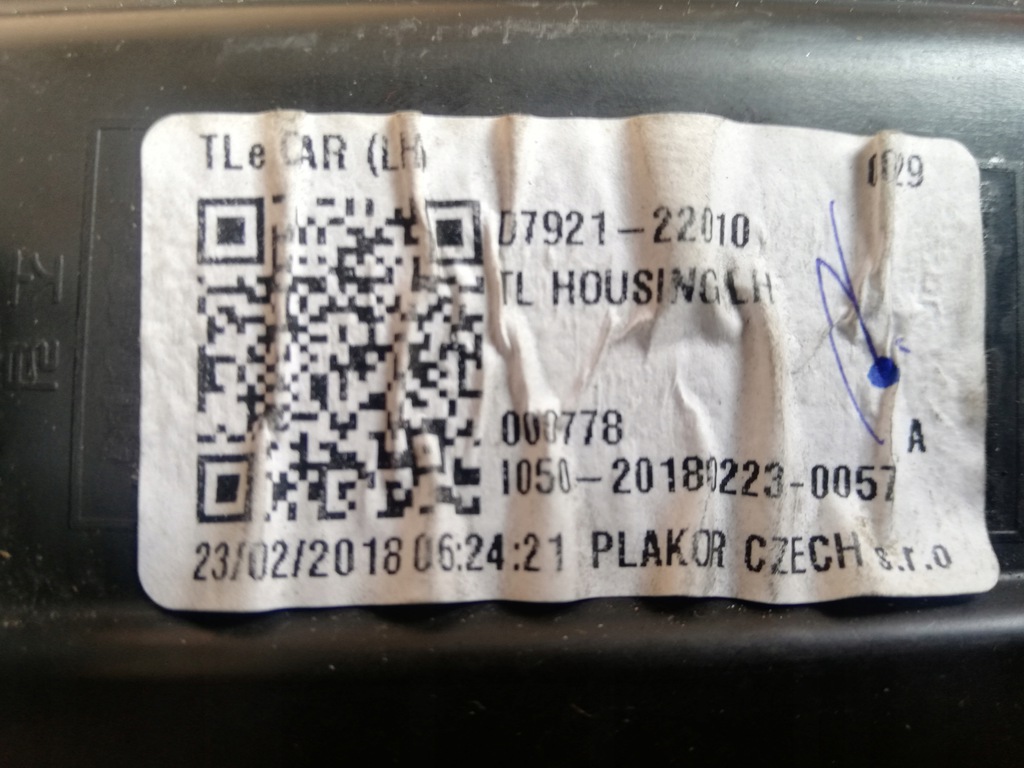 TLe CAR (LH)
D7921-22010
TL HOUSING LH
000778
A
1050-20180223-0057
23/02/2018 06:24:21 PLAKOR CZECH s.r.o